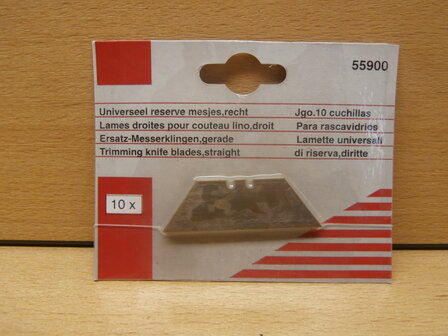 55900
Universeel reserve mesjes,recht
Lames droites pour couteau lino,droit
Ersatz-Messerklingen,gerade
Trimming knife blades,straight
Jgo.10 cuchillas
Para rascavidrios
Lamette universali
di riserva,diritte
10 x